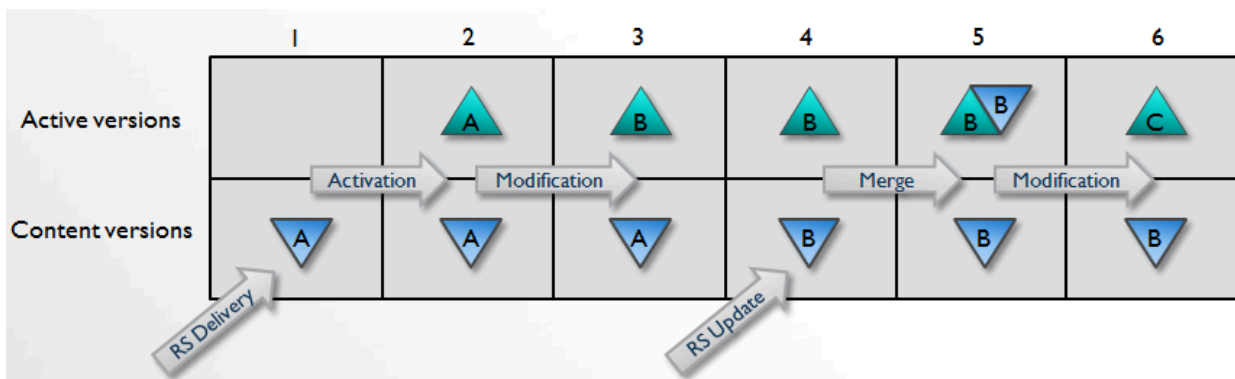 1 2 3 4 5 6
Active versions A B B B B C
Activation Modification Merge Modification
Content versions A A A B B B
RS Delivery RS Update